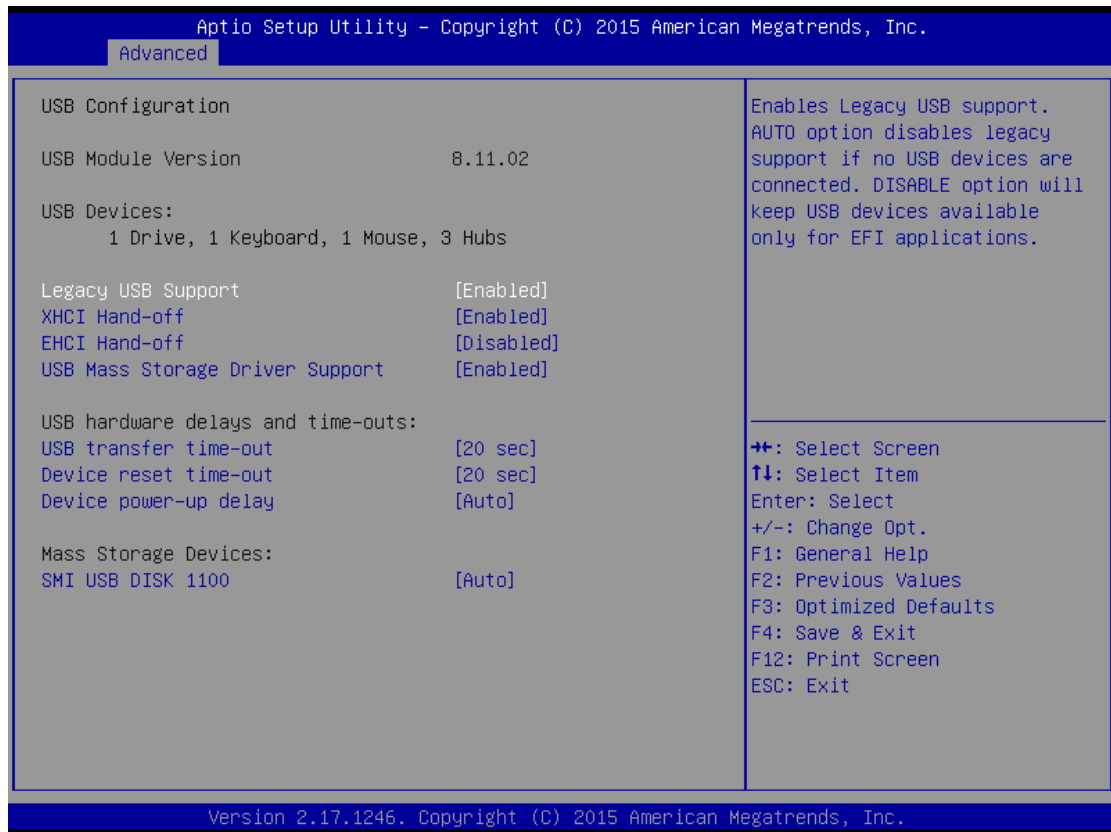 Aptio Setup Utility – Copyright (C) 2015 American Megatrends, Inc.
Advanced
USB Configuration
USB Module Version 8.11.02
USB Devices:
1 Drive, 1 Keyboard, 1 Mouse, 3 Hubs
Legacy USB Support [Enabled]
XHCI Hand-off [Enabled]
EHCI Hand-off [Disabled]
USB Mass Storage Driver Support [Enabled]
USB hardware delays and time-outs:
USB transfer time-out [20 sec]
Device reset time-out [20 sec]
Device power-up delay [Auto]
Mass Storage Devices:
SMI USB DISK 1100 [Auto]
Enables Legacy USB support.
AUTO option disables legacy
support if no USB devices are
connected. DISABLE option will
keep USB devices available
only for EFI applications.
→←: Select Screen
↑↓: Select Item
Enter: Select
+/-: Change Opt.
F1: General Help
F2: Previous Values
F3: Optimized Defaults
F4: Save & Exit
F12: Print Screen
ESC: Exit
Version 2.17.1246. Copyright (C) 2015 American Megatrends, Inc.